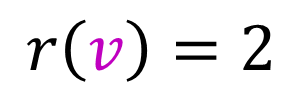 r(v) = 2